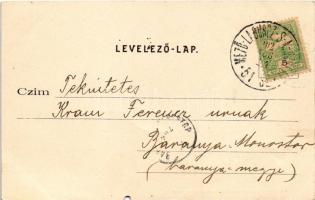 LEVELEZŐ-LAP.
Czim Tekintetes
Kraus Ferencz urnak
Baranya-Monostor
(baranya-megye)